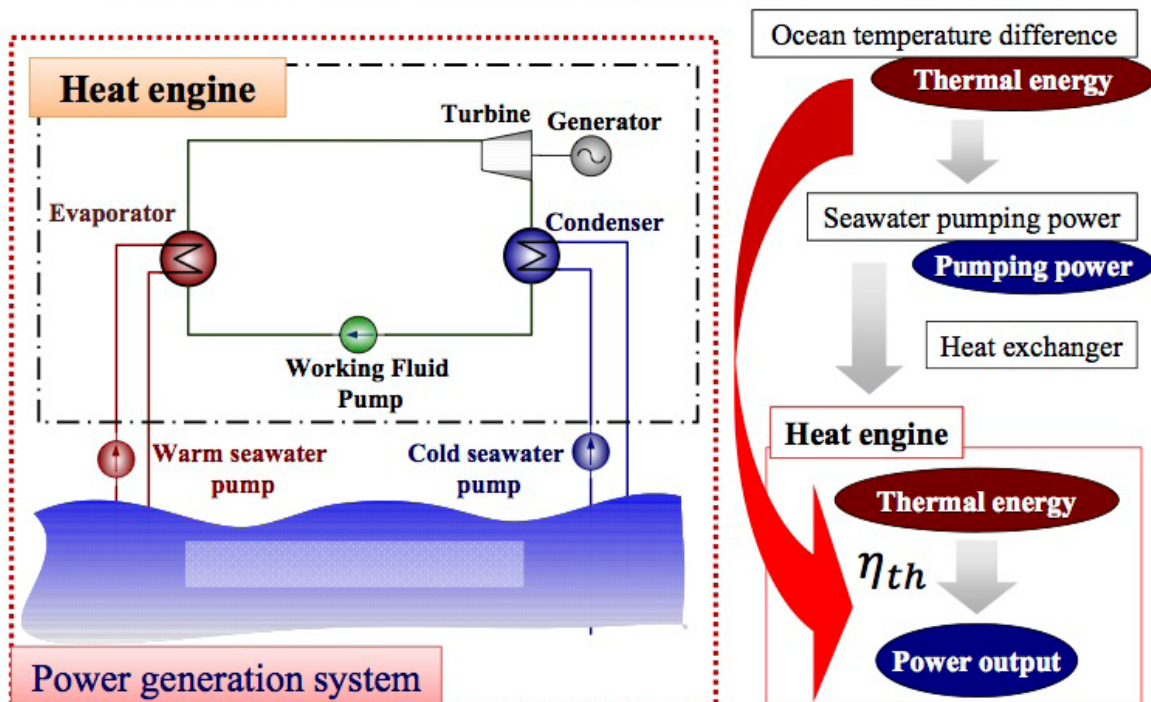 Heat engine
Turbine
Generator
Evaporator
Condenser
Working Fluid
Pump
Warm seawater
pump
Cold seawater
pump
Power generation system
Ocean temperature difference
Thermal energy
Seawater pumping power
Pumping power
Heat exchanger
Heat engine
Thermal energy
η_th
Power output